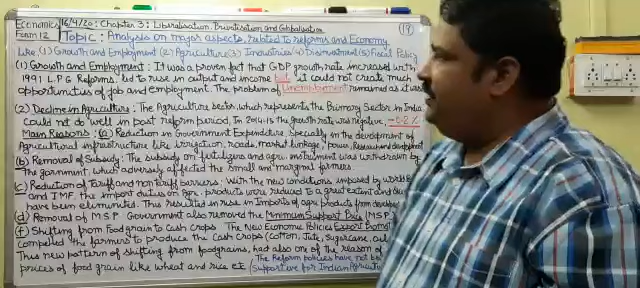 Economics 16/4/20: Chapter 3: Liberalisation, Privatisation and Globalisation
Form 12 Topic: Analysis on major aspects, related to reforms and Economy (19)
Like, (1) Growth and Employment (2) Agriculture (3) Industries (4) Disinvestment (5) Fiscal Policy
(1) Growth and Employment: It was a proven fact that GDP growth rate increased with
1991 L.P.G Reforms, led to rise in output and income but it could not create much
opportunities of job and employment. The problem of Unemployment remained as it was
(2) Decline in Agriculture: The Agriculture sector, which represents the Primary Sector in India
Could not do well in post reform period. In 2014-15 the growth rate was negative, -0.2%
Main Reasons: (a) Reduction in Government Expenditure, Specially in the development of
Agricultural infrastructure like irrigation, roads, market linkage, Power, Research and development
(b) Removal of Subsidy: The subsidy on fertilizers and agri. instrument was withdrawn by
the government, which adversely affected the small and marginal farmers
(c) Reduction of Tariff and non tariff barriers: With the new conditions imposed by World
and I.M.F, the import duties on Agri. products were reduced to a great extent and
have been eliminated. Thus resulted in rise in Imports of agri products from
(d) Removal of M.S.P Government also removed the Minimum Support Price (M.S.P
(f) Shifting from Food grain to Cash crops The New Economic Policies Export
compelled the farmers to produce the Cash Crops (Cotton, Jute, Sugarcane,
Thus new pattern of shifting from foodgrains, had also one of the reason of
prices of food grain like wheat and rice etc (The Reform policies have not
Supportive for Indian